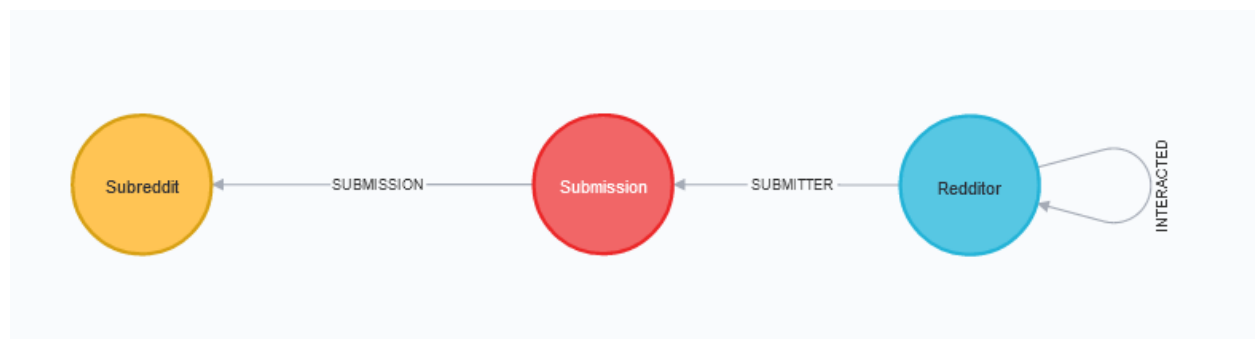 Subreddit
SUBMISSION
Submission
SUBMITTER
Redditor
INTERACTED